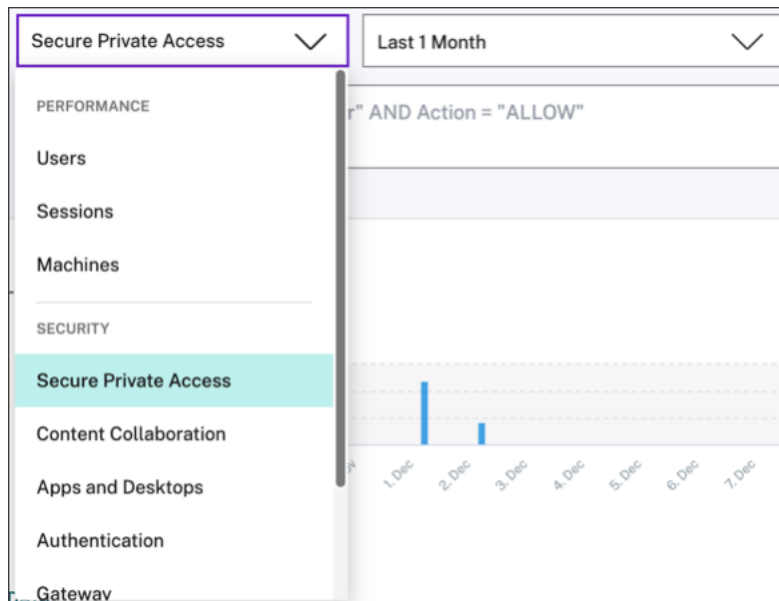 Secure Private Access
Last 1 Month
PERFORMANCE
r" AND Action = "ALLOW"
Users
Sessions
Machines
SECURITY
Secure Private Access
Content Collaboration
Apps and Desktops
Authentication
Gateway
1. Dec
2. Dec
3. Dec
4. Dec
5. Dec
6. Dec
7. Dec